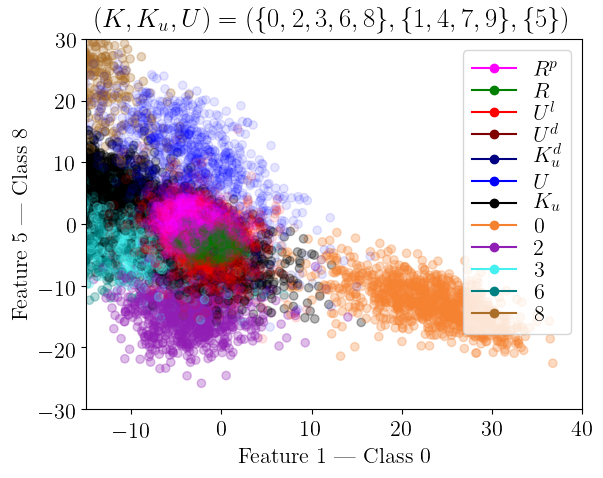 (K, K_u, U) = ({0, 2, 3, 6, 8}, {1, 4, 7, 9}, {5})
30
20
10
0
−10
−20
−30
Feature 5 — Class 8
R^p
R
U^l
U^d
K_u^d
U
K_u
0
2
3
6
8
−10
0
10
20
30
40
Feature 1 — Class 0